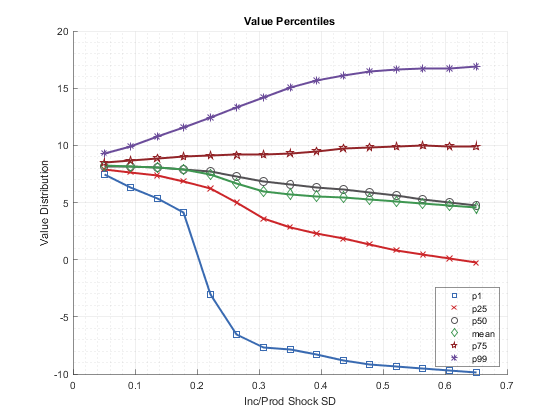 Value Percentiles
20
15
10
5
0
-5
-10
Value Distribution
0
0.1
0.2
0.3
0.4
0.5
0.6
0.7
Inc/Prod Shock SD
p1
p25
p50
mean
p75
p99